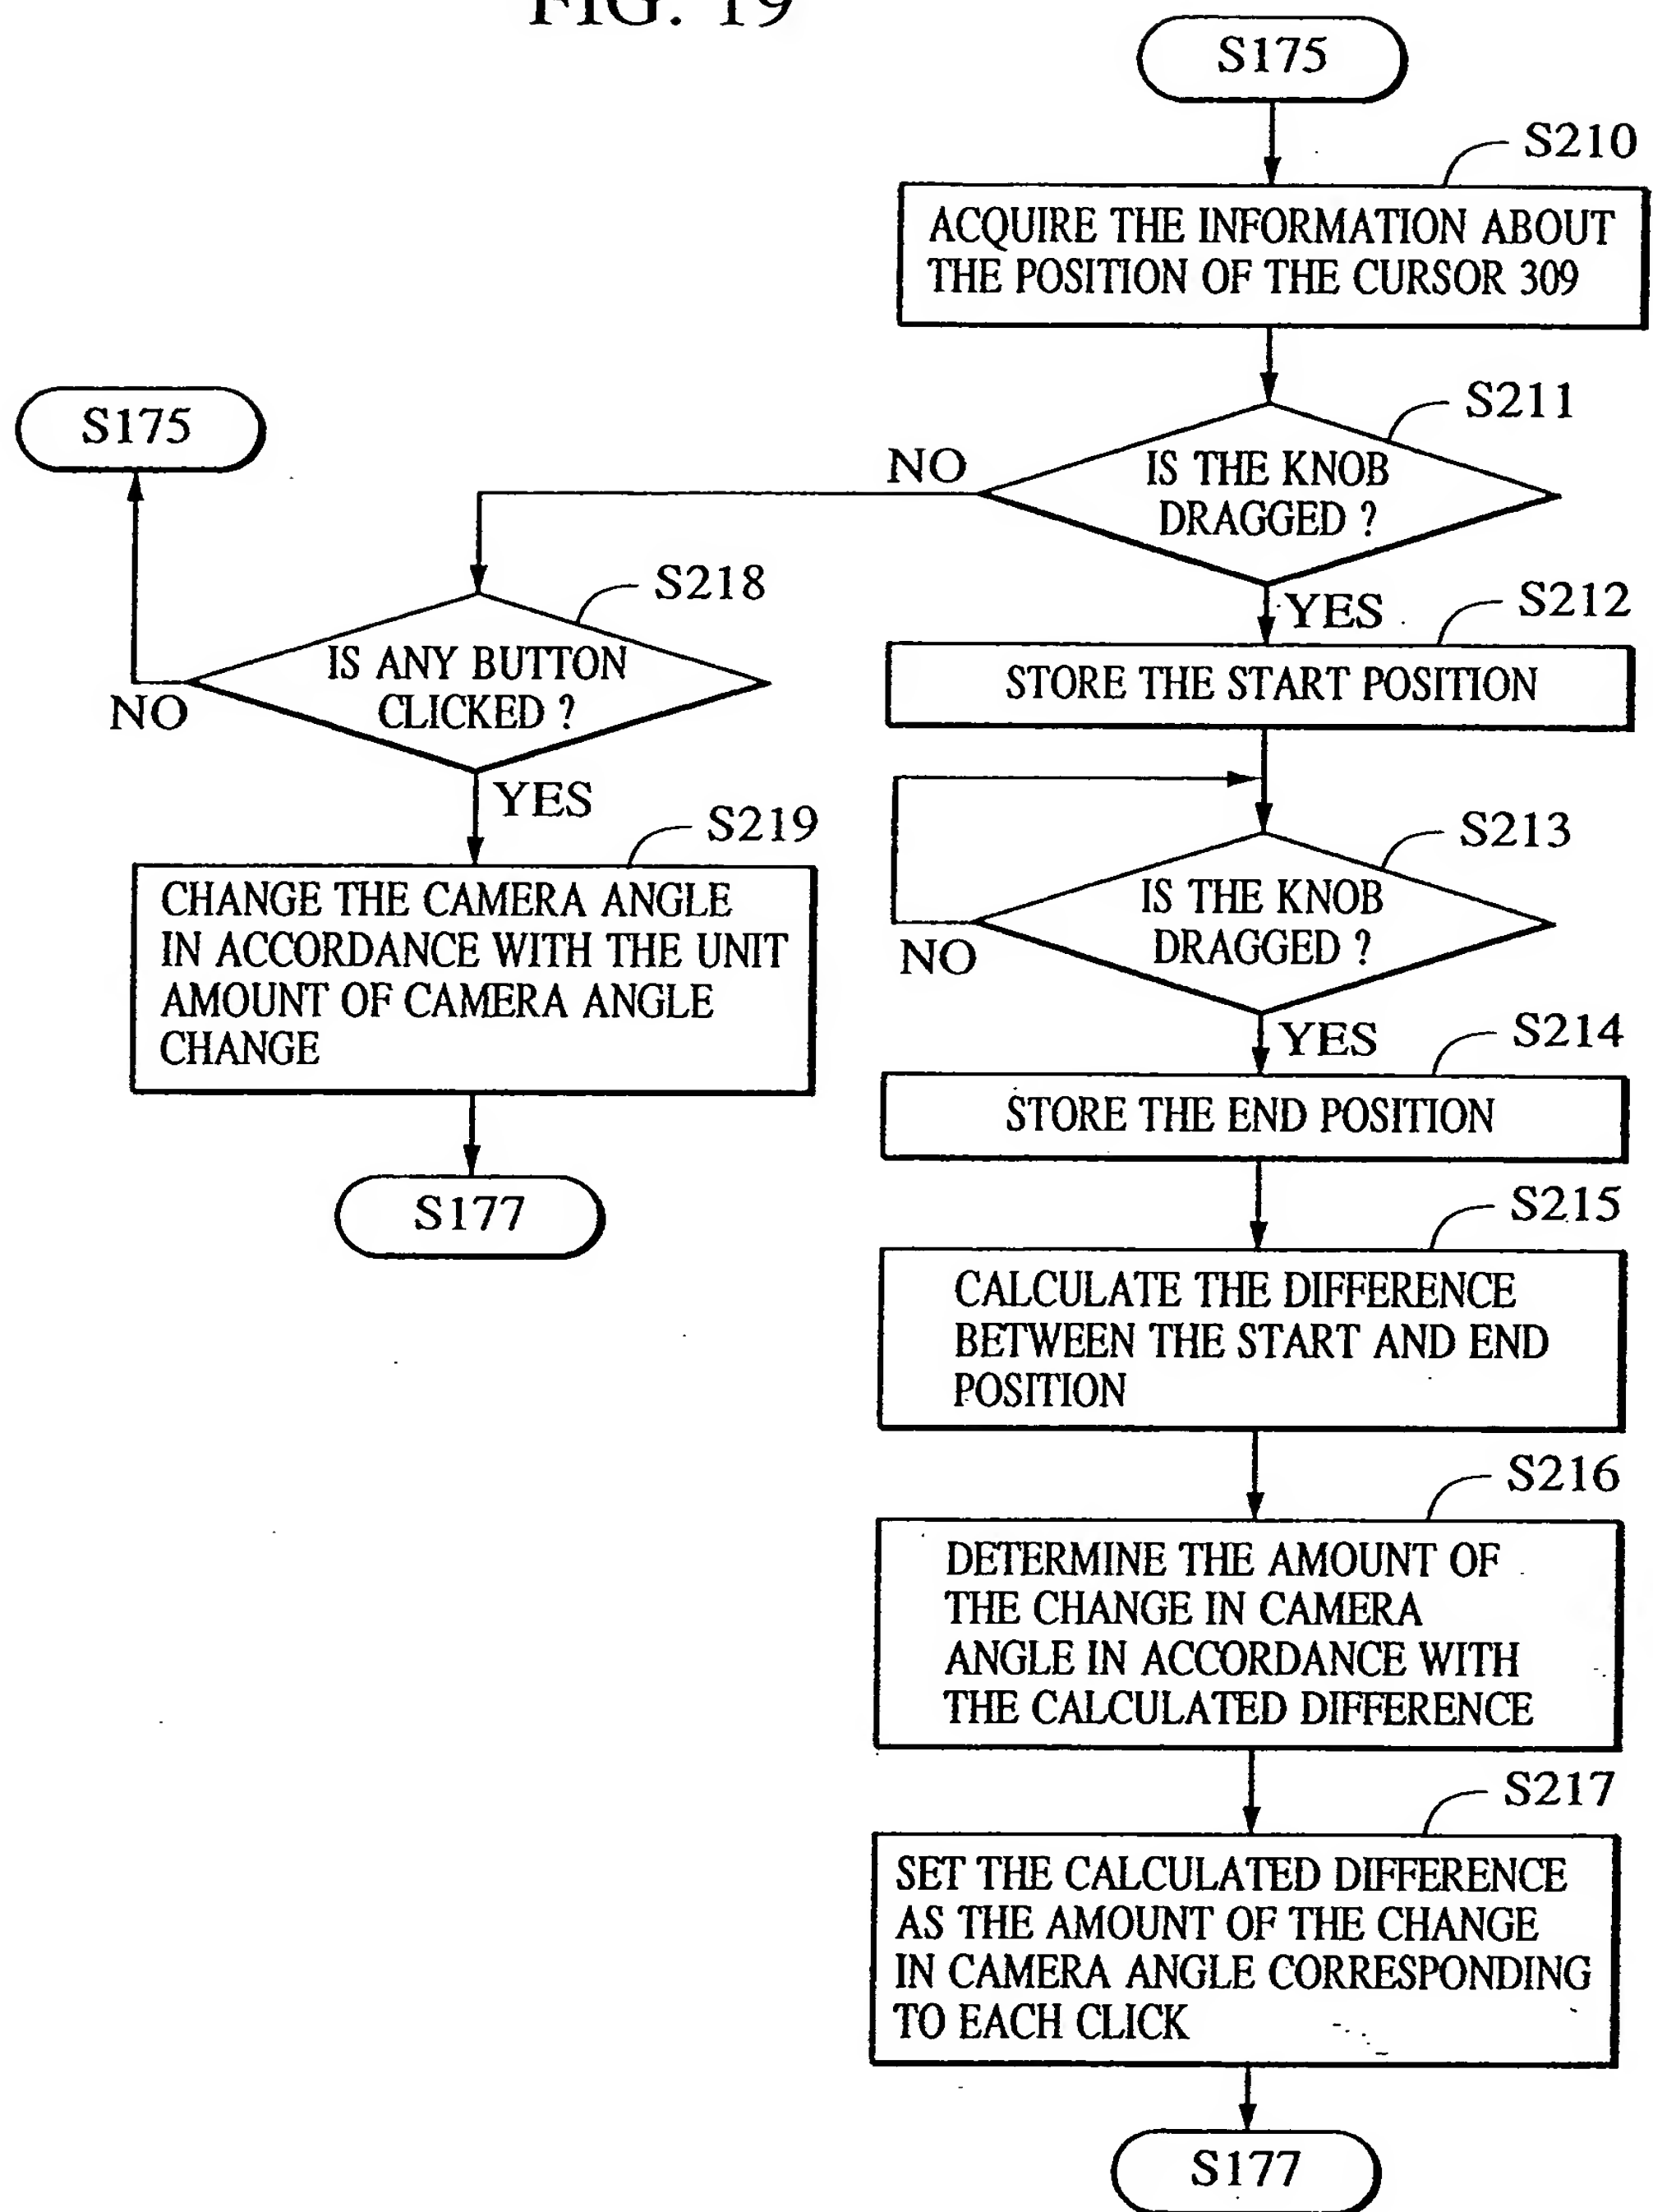 FIG. 19
S175
S210
ACQUIRE THE INFORMATION ABOUT
THE POSITION OF THE CURSOR 309
S211
IS THE KNOB
DRAGGED ?
NO
YES
S175
S218
IS ANY BUTTON
CLICKED ?
NO
YES
S219
CHANGE THE CAMERA ANGLE
IN ACCORDANCE WITH THE UNIT
AMOUNT OF CAMERA ANGLE
CHANGE
S177
S212
STORE THE START POSITION
S213
IS THE KNOB
DRAGGED ?
NO
YES
S214
STORE THE END POSITION
S215
CALCULATE THE DIFFERENCE
BETWEEN THE START AND END
POSITION
S216
DETERMINE THE AMOUNT OF
THE CHANGE IN CAMERA
ANGLE IN ACCORDANCE WITH
THE CALCULATED DIFFERENCE
S217
SET THE CALCULATED DIFFERENCE
AS THE AMOUNT OF THE CHANGE
IN CAMERA ANGLE CORRESPONDING
TO EACH CLICK
S177